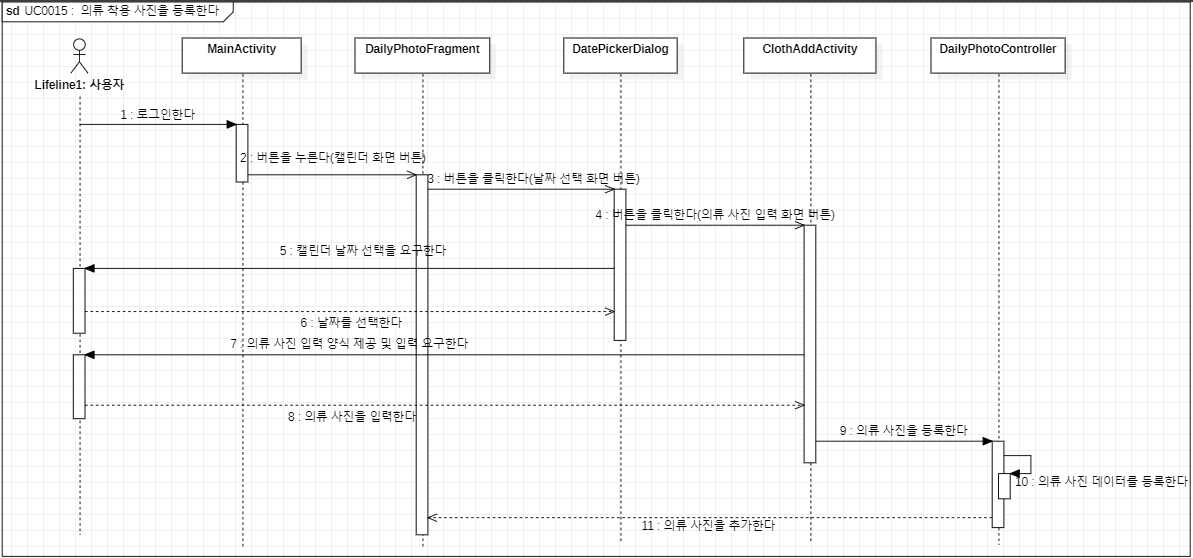 sd UC0015 : 의류 착용 사진을 등록한다
MainActivity
DailyPhotoFragment
DatePickerDialog
ClothAddActivity
DailyPhotoController
Lifeline1: 사용자
1 : 로그인한다
2 : 버튼을 누른다(캘린더 화면 버튼)
3 : 버튼을 클릭한다(날짜 선택 화면 버튼)
4 : 버튼을 클릭한다(의류 사진 입력 화면 버튼)
5 : 캘린더 날짜 선택을 요구한다
6 : 날짜를 선택한다
7 : 의류 사진 입력 양식 제공 및 입력 요구한다
8 : 의류 사진을 입력한다
9 : 의류 사진을 등록한다
10 : 의류 사진 데이터를 등록한다
11 : 의류 사진을 추가한다